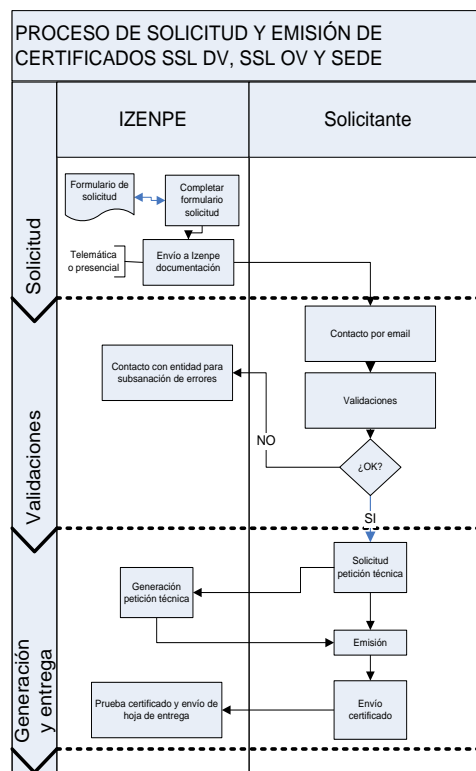 PROCESO DE SOLICITUD Y EMISIÓN DE
CERTIFICADOS SSL DV, SSL OV Y SEDE
IZENPE
Solicitante
Solicitud
Formulario de
solicitud
Completar
formulario
solicitud
Telemática
o presencial
Envío a Izenpe
documentación
Validaciones
Contacto por email
Contacto con entidad para
subsanación de errores
Validaciones
NO
¿OK?
SI
Generación
y entrega
Solicitud
petición técnica
Generación
petición técnica
Emisión
Prueba certificado y envío de
hoja de entrega
Envío
certificado